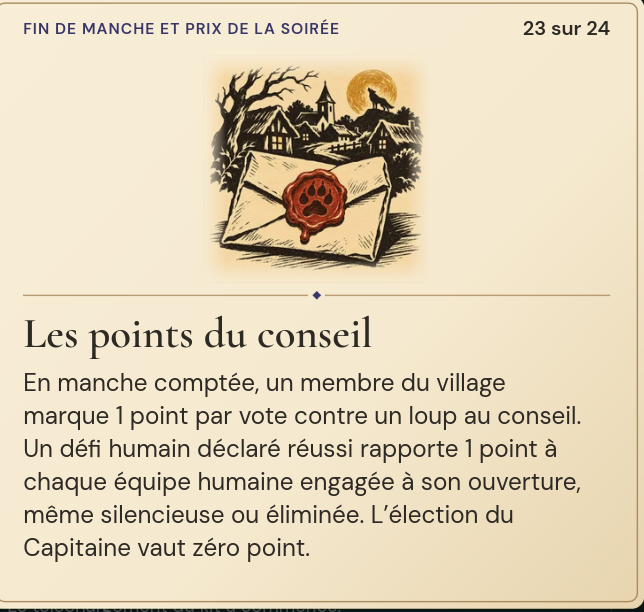 FIN DE MANCHE ET PRIX DE LA SOIRÉE
23 sur 24
Les points du conseil
En manche comptée, un membre du village
marque 1 point par vote contre un loup au conseil.
Un défi humain déclaré réussi rapporte 1 point à
chaque équipe humaine engagée à son ouverture,
même silencieuse ou éliminée. L’élection du
Capitaine vaut zéro point.